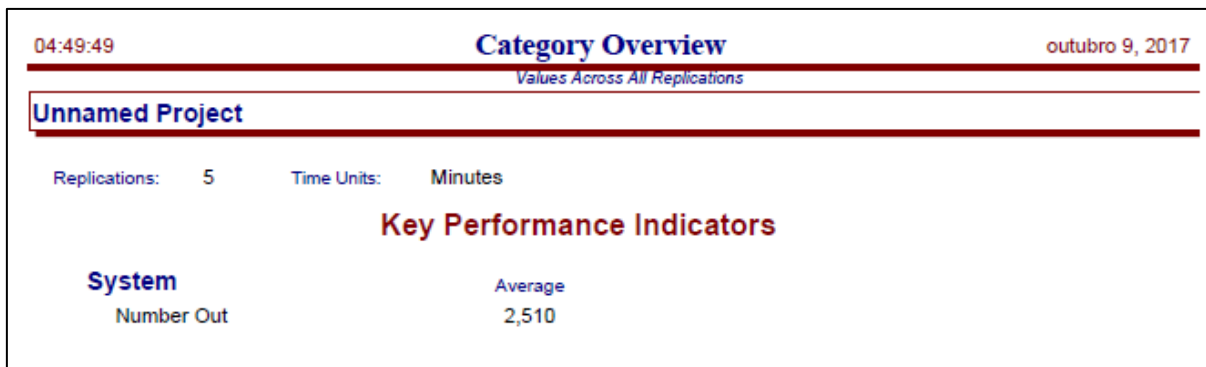 04:49:49 Category Overview outubro 9, 2017
Values Across All Replications
Unnamed Project
Replications: 5 Time Units: Minutes
Key Performance Indicators
System Average
Number Out 2,510